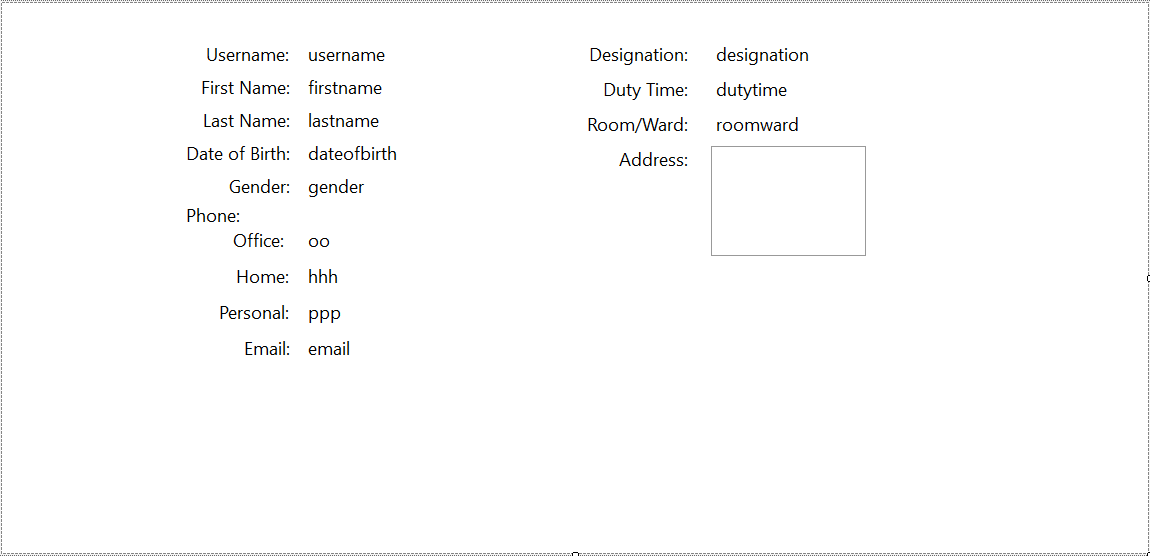 Username: username
First Name: firstname
Last Name: lastname
Date of Birth: dateofbirth
Gender: gender
Phone:
Office: oo
Home: hhh
Personal: ppp
Email: email
Designation: designation
Duty Time: dutytime
Room/Ward: roomward
Address: